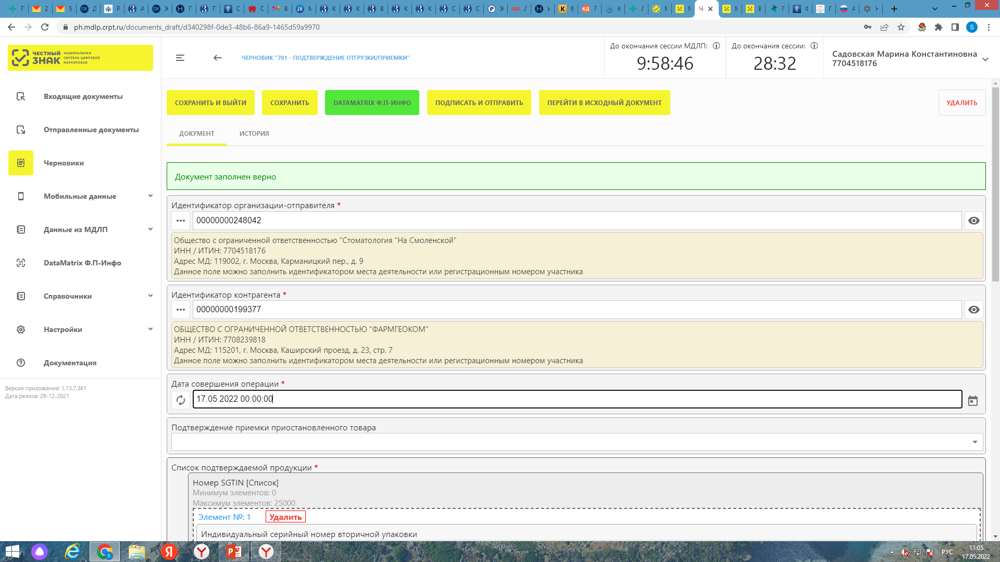 ph.mdlp.crpt.ru/documents_draft/d340298f-0de3-48b6-86a9-1465d59a9970
S
ЧЕСТНЫЙ ЗНАК
НАЦИОНАЛЬНАЯ СИСТЕМА ЦИФРОВОЙ МАРКИРОВКИ
ЧЕРНОВИК "701 - ПОДТВЕРЖДЕНИЕ ОТГРУЗКИ/ПРИЕМКИ"
До окончания сессии МДЛП:
9:58:46
До окончания сессии:
28:32
Садовская Марина Константиновна
7704518176
Входящие документы
Отправленные документы
Черновики
Мобильные данные
Данные из МДЛП
DataMatrix Ф.П-Инфо
Справочники
Настройки
Документация
Версия приложения: 1.13.7.361
Дата релиза: 29-12-2021
СОХРАНИТЬ И ВЫЙТИ
СОХРАНИТЬ
DATAMATRIX Ф.П-ИНФО
ПОДПИСАТЬ И ОТПРАВИТЬ
ПЕРЕЙТИ В ИСХОДНЫЙ ДОКУМЕНТ
УДАЛИТЬ
ДОКУМЕНТ
ИСТОРИЯ
Документ заполнен верно
Идентификатор организации-отправителя *
00000000248042
Общество с ограниченной ответственностью "Стоматология "На Смоленской"
ИНН / ИТИН: 7704518176
Адрес МД: 119002, г. Москва, Карманицкий пер., д. 9
Данное поле можно заполнить идентификатором места деятельности или регистрационным номером участника
Идентификатор контрагента *
00000000199377
ОБЩЕСТВО С ОГРАНИЧЕННОЙ ОТВЕТСТВЕННОСТЬЮ "ФАРМГЕОКОМ"
ИНН / ИТИН: 7708239818
Адрес МД: 115201, г. Москва, Каширский проезд, д. 23, стр. 7
Данное поле можно заполнить идентификатором места деятельности или регистрационным номером участника
Дата совершения операции *
17.05.2022 00:00:00
Подтверждение приемки приостановленного товара
Список подтверждаемой продукции *
Номер SGTIN [Список]
Минимум элементов: 0
Максимум элементов: 25000
Элемент №: 1
Удалить
Индивидуальный серийный номер вторичной упаковки
РУС
11:05
17.05.2022